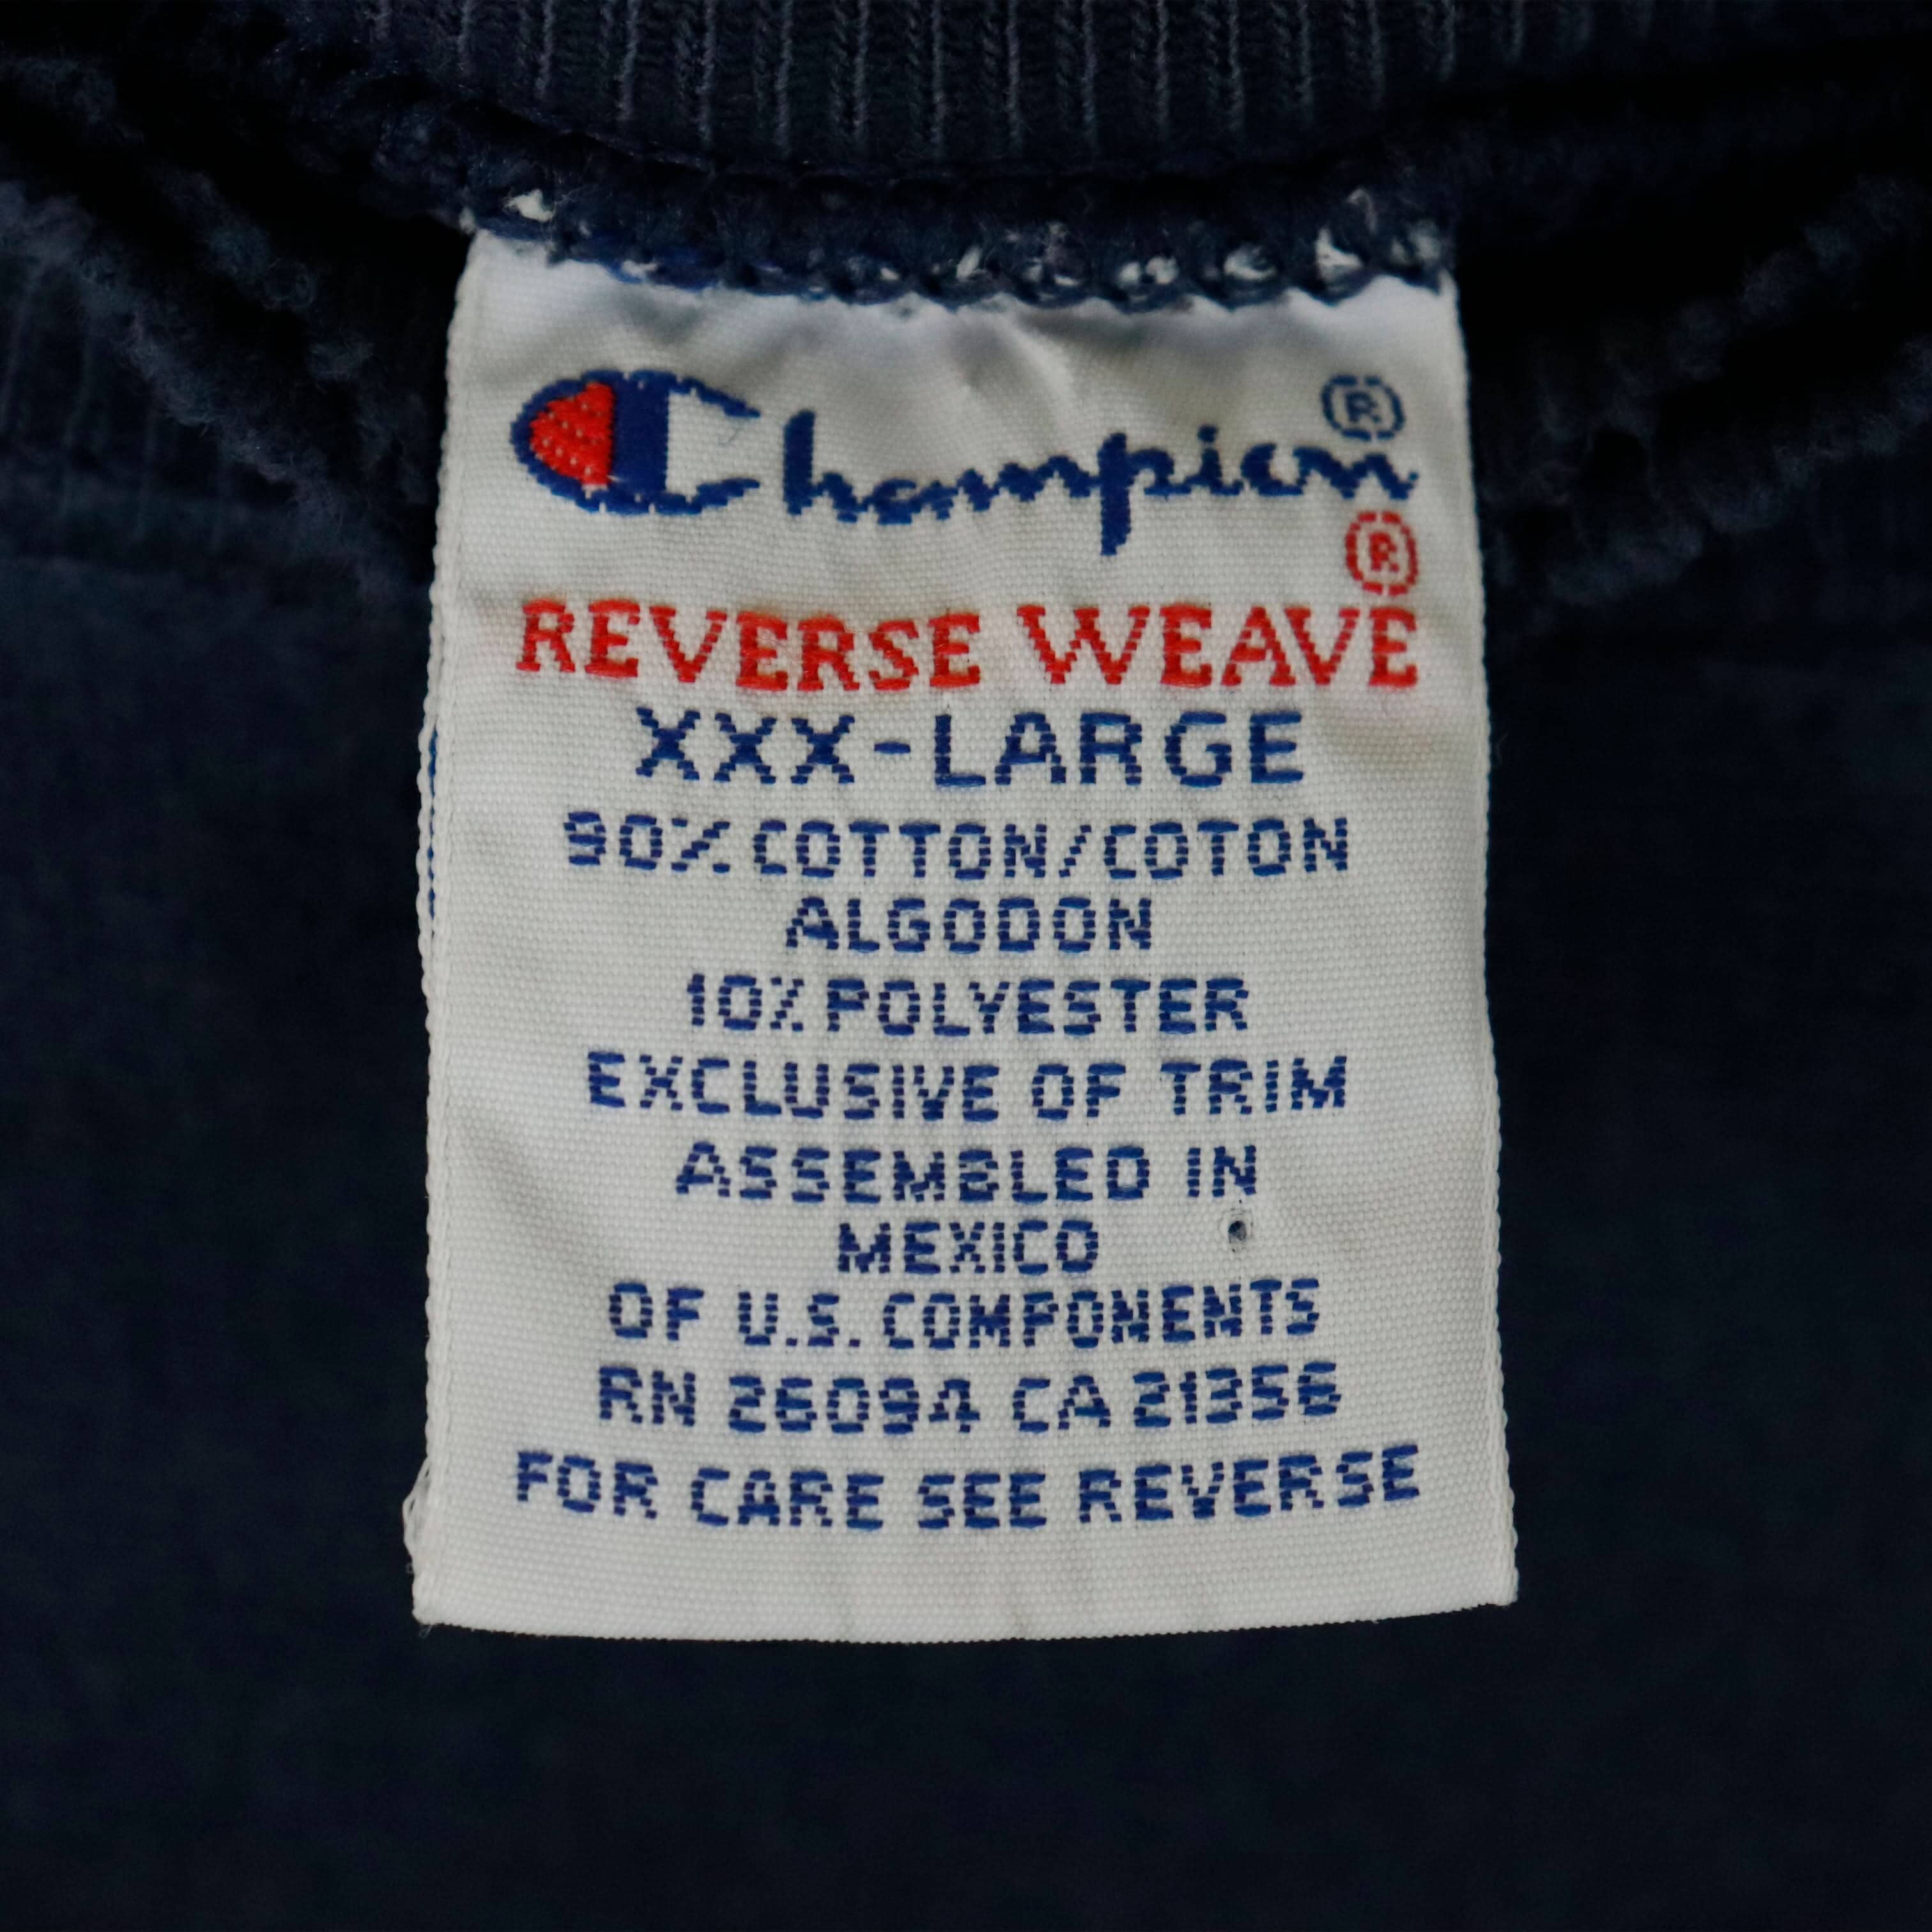 Champion®
®
REVERSE WEAVE
XXX-LARGE
90% COTTON/COTON
ALGODON
10% POLYESTER
EXCLUSIVE OF TRIM
ASSEMBLED IN
MEXICO
OF U.S. COMPONENTS
RN 26094 CA 21356
FOR CARE SEE REVERSE